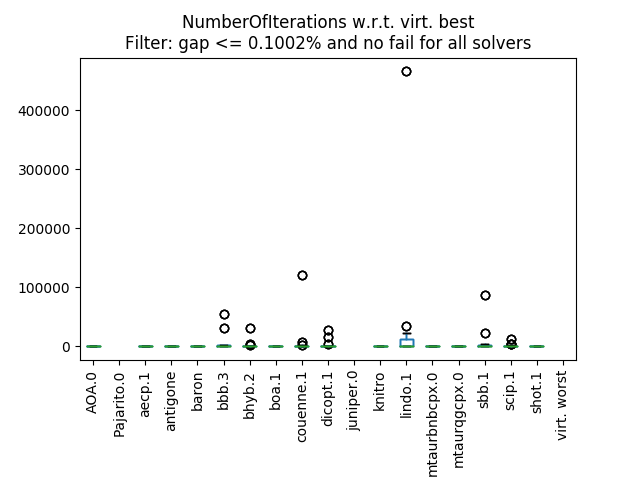 NumberOfIterations w.r.t. virt. best
Filter: gap <= 0.1002% and no fail for all solvers
400000
300000
200000
100000
0
AOA.0
Pajarito.0
aecp.1
antigone
baron
bbb.3
bhyb.2
boa.1
couenne.1
dicopt.1
juniper.0
knitro
lindo.1
mtaurbnbcpx.0
mtaurqgcpx.0
sbb.1
scip.1
shot.1
virt. worst